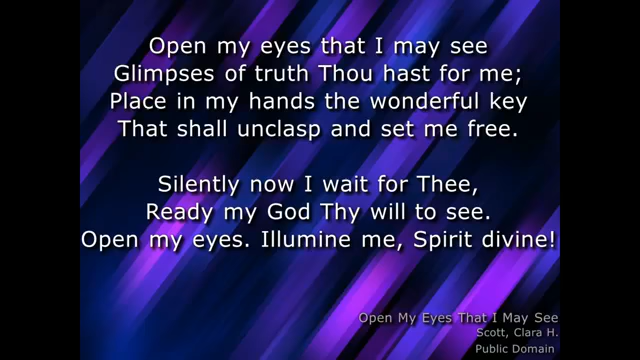 Open my eyes that I may see
Glimpses of truth Thou hast for me;
Place in my hands the wonderful key
That shall unclasp and set me free.
Silently now I wait for Thee,
Ready my God Thy will to see.
Open my eyes. Illumine me, Spirit divine!
Open My Eyes That I May See
Scott, Clara H.
Public Domain